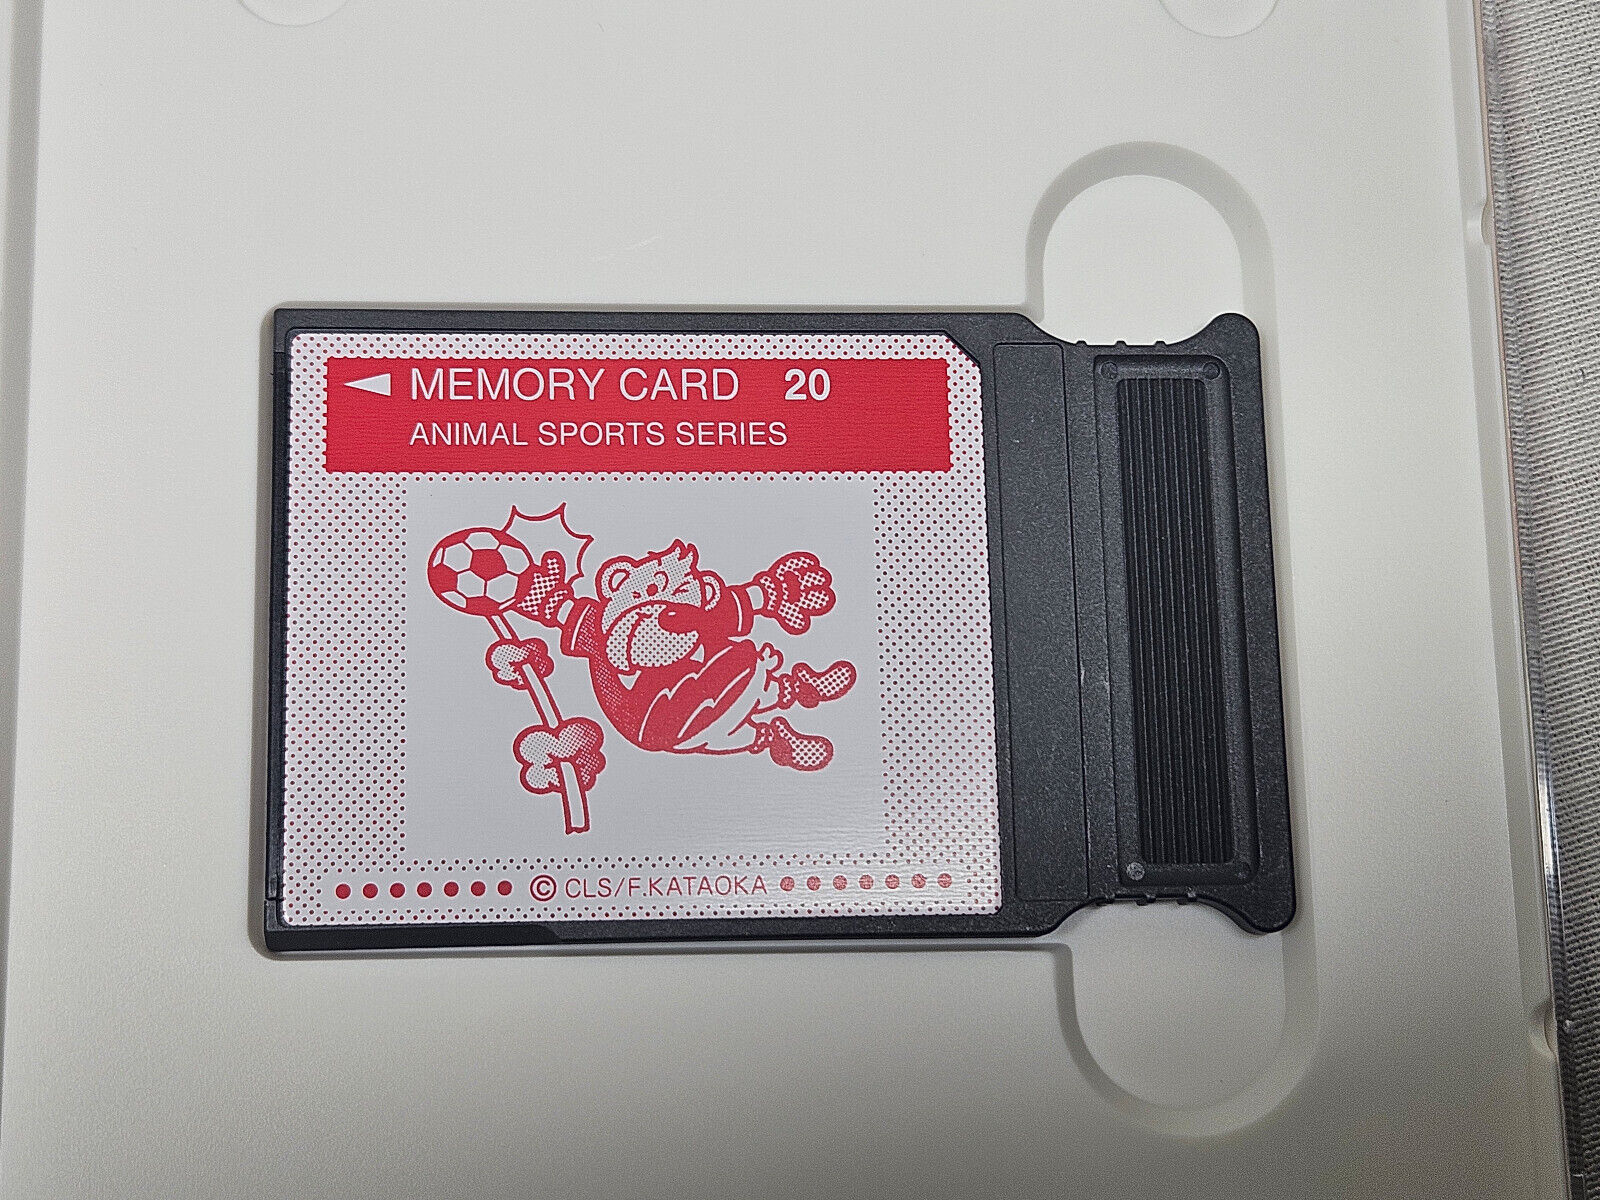 MEMORY CARD 20
ANIMAL SPORTS SERIES
© CLS/F.KATAOKA